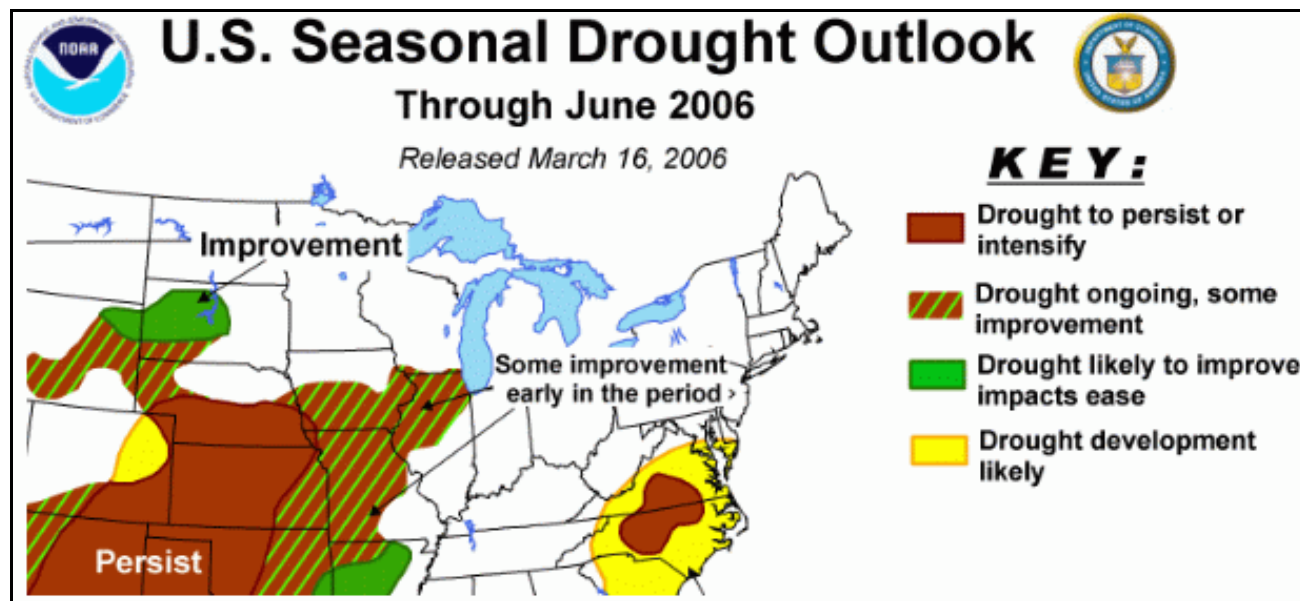 NOAA
U.S. Seasonal Drought Outlook
Through June 2006
Released March 16, 2006
KEY:
Drought to persist or
intensify
Drought ongoing, some
improvement
Drought likely to improve
impacts ease
Drought development
likely
Improvement
Some improvement
early in the period
Persist